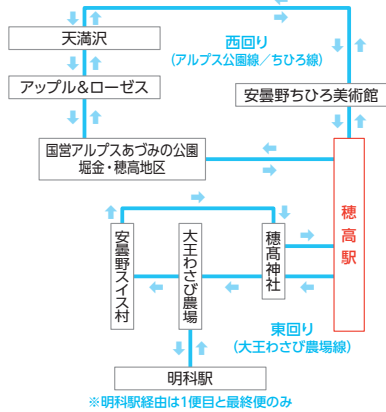 西回り
(アルプス公園線／ちひろ線)
天満沢
アップル&ローゼス
安曇野ちひろ美術館
国営アルプスあづみの公園
堀金・穂高地区
穂高駅
安曇野スイス村
大王わさび農場
穂髙神社
東回り
(大王わさび農場線)
明科駅
※明科駅経由は1便目と最終便のみ